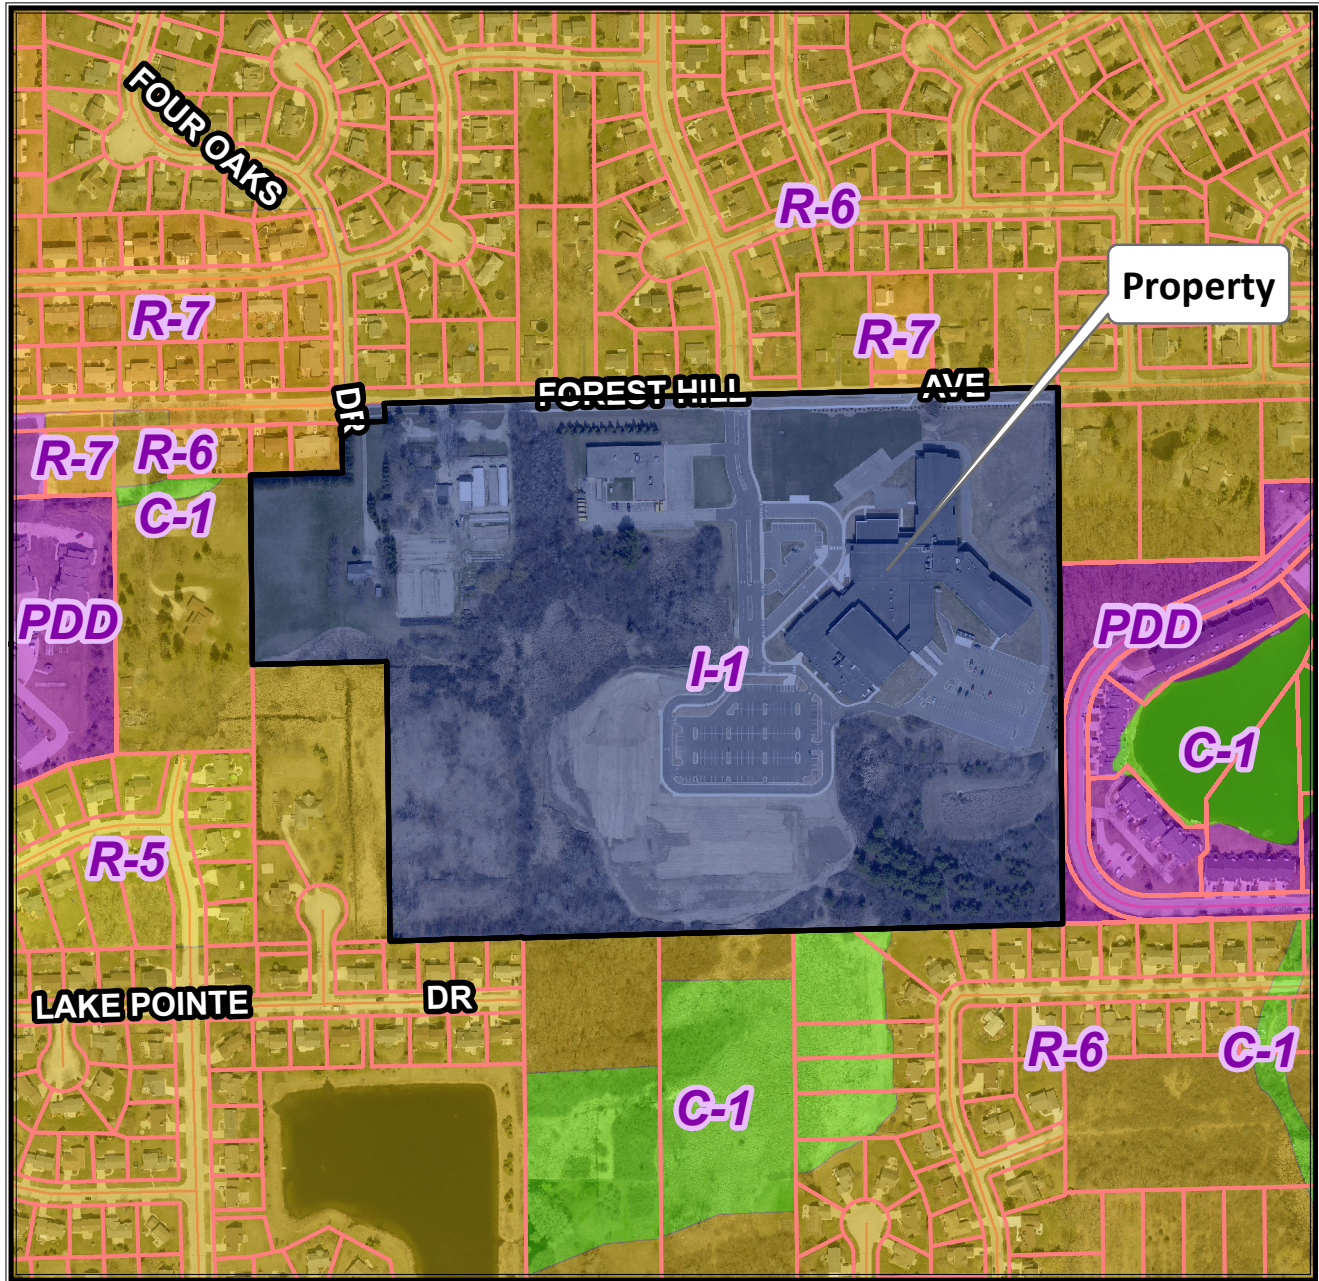 FOUR OAKS
R-6
Property
R-7
R-7
DR
FOREST HILL
AVE
R-7
R-6
C-1
PDD
PDD
I-1
C-1
R-5
LAKE POINTE
DR
R-6
C-1
C-1